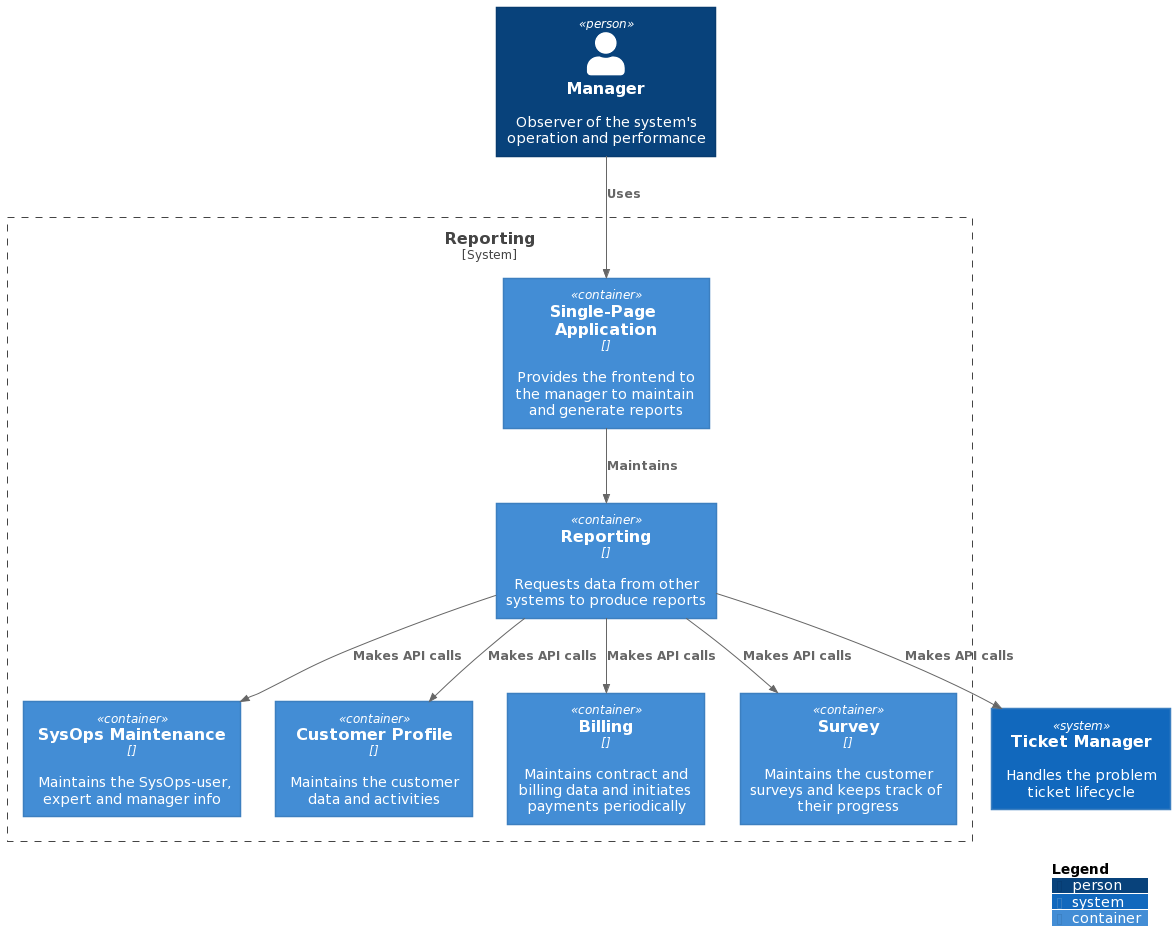 «person»
Manager
Observer of the system's
operation and performance
Uses
Reporting
[System]
«container»
Single-Page
Application
[]
Provides the frontend to
the manager to maintain
and generate reports
Maintains
«container»
Reporting
[]
Requests data from other
systems to produce reports
Makes API calls
Makes API calls
Makes API calls
Makes API calls
Makes API calls
«container»
SysOps Maintenance
[]
Maintains the SysOps-user,
expert and manager info
«container»
Customer Profile
[]
Maintains the customer
data and activities
«container»
Billing
[]
Maintains contract and
billing data and initiates
payments periodically
«container»
Survey
[]
Maintains the customer
surveys and keeps track of
their progress
«system»
Ticket Manager
Handles the problem
ticket lifecycle
Legend
person
system
container